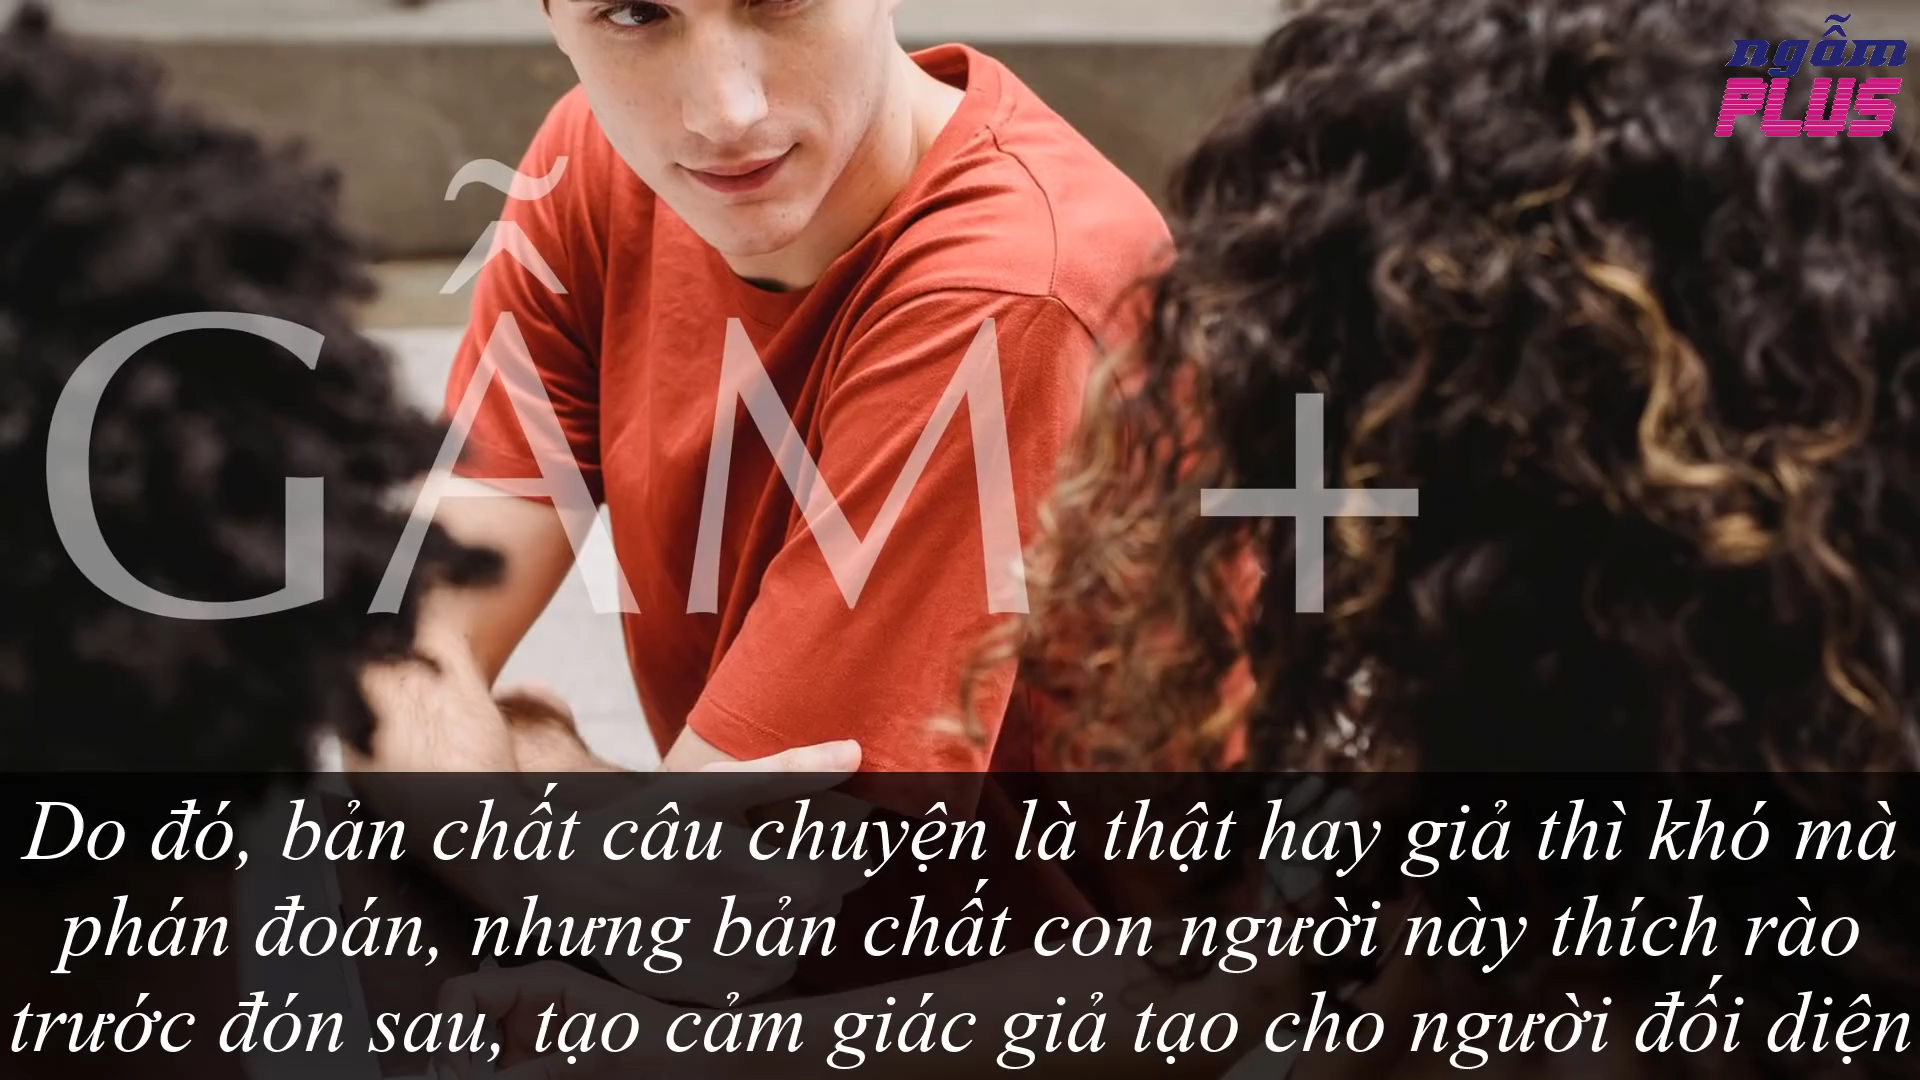 ngẫm
PLUS
GẪM +
Do đó, bản chất câu chuyện là thật hay giả thì khó mà
phán đoán, nhưng bản chất con người này thích rào
trước đón sau, tạo cảm giác giả tạo cho người đối diện